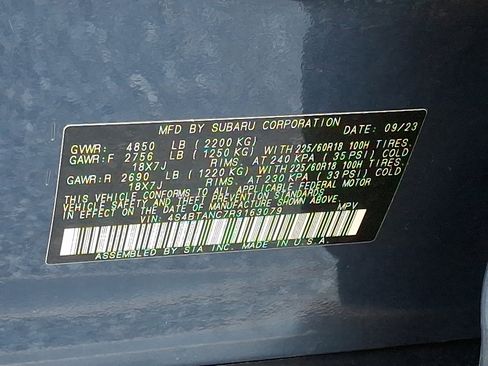 MFD BY SUBARU CORPORATION DATE: 09/23
GVWR: 4850 LB (2200 KG)
GAWR:F 2756 LB (1250 KG) WITH 225/60R18 100H TIRES.
18X7J RIMS. AT 240 KPA (35 PSI) COLD
GAWR:R 2690 LB (1220 KG) WITH 225/60R18 100H TIRES.
18X7J RIMS. AT 230 KPA (33 PSI) COLD
THIS VEHICLE CONFORMS TO ALL APPLICABLE FEDERAL MOTOR
VEHICLE SAFETY AND THEFT PREVENTION STANDARDS
IN EFFECT ON THE DATE OF MANUFACTURE SHOWN ABOVE.
VIN: 4S4BTANC7R3163079 MPV
ASSEMBLED BY SIA INC. MADE IN U.S.A.